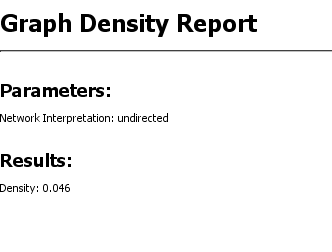 Graph Density Report
Parameters:
Network Interpretation: undirected
Results:
Density: 0.046